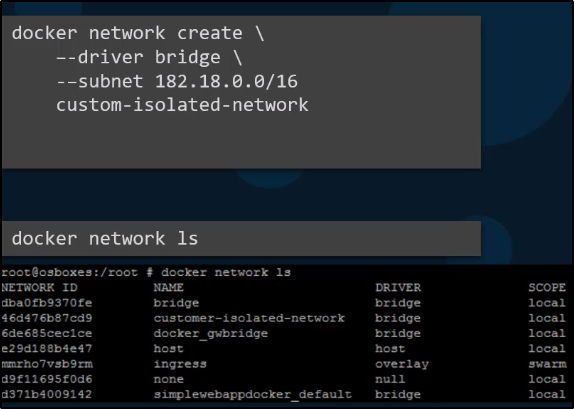 docker network create \
–-driver bridge \
--subnet 182.18.0.0/16
custom-isolated-network
docker network ls
root@osboxes:/root # docker network ls
NETWORK ID NAME DRIVER SCOPE
dba0fb9370fe bridge bridge local
46d476b87cd9 customer-isolated-network bridge local
6de685cec1ce docker_gwbridge bridge local
e29d188b4e47 host host local
mmrho7vsb9rm ingress overlay swarm
d9f11695f0d6 none null local
d371b4009142 simplewebappdocker_default bridge local